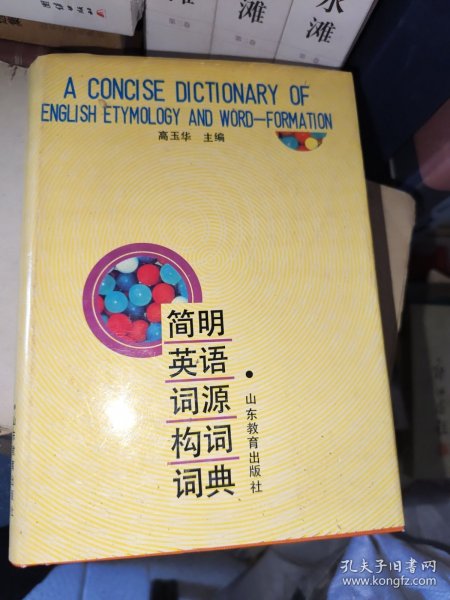 水浒
浒
A CONCISE DICTIONARY OF
ENGLISH ETYMOLOGY AND WORD—FORMATION
高玉华 主编
简明
英语
词源
构词
词典
山东教育出版社
孔夫子旧书网
www.kongfz.com